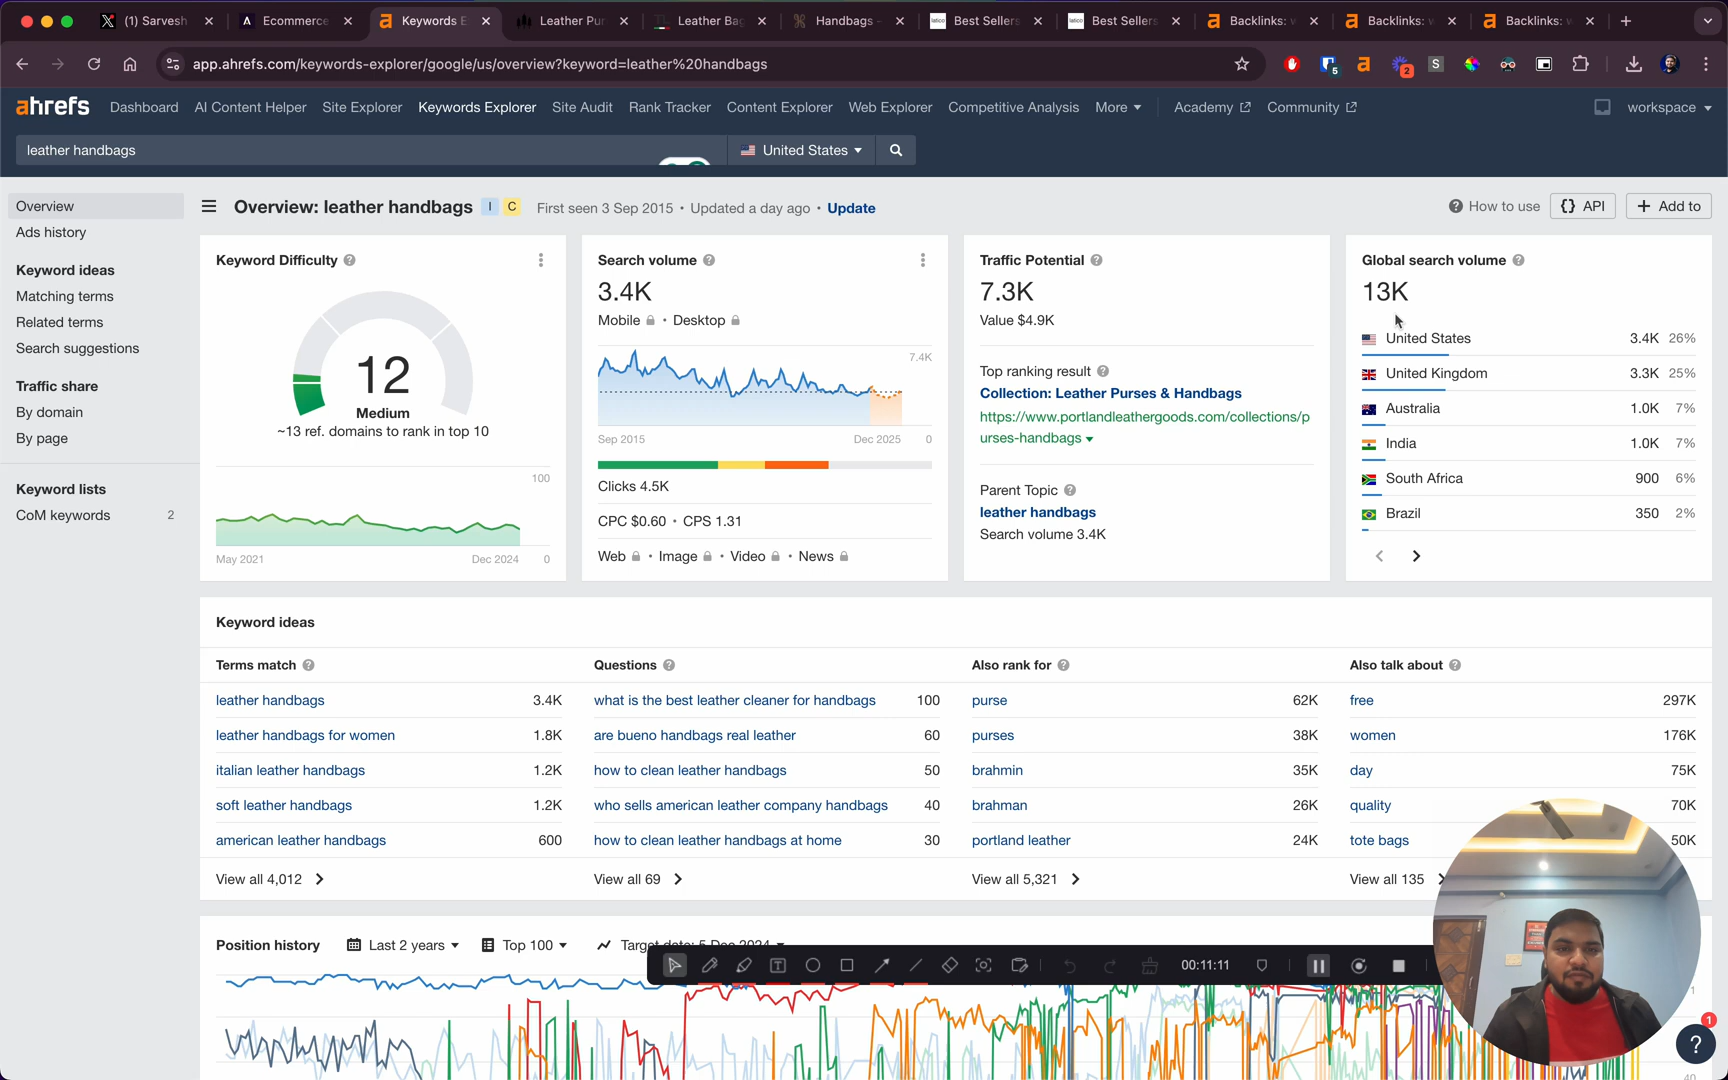 (1) Sarvesh
Ecommerce
Keywords E
Leather Pur
Leather Bag
Handbags -
Best Sellers
Best Sellers
Backlinks: w
Backlinks: w
Backlinks: w
app.ahrefs.com/keywords-explorer/google/us/overview?keyword=leather%20handbags
5
2
S
ahrefs
Dashboard
AI Content Helper
Site Explorer
Keywords Explorer
Site Audit
Rank Tracker
Content Explorer
Web Explorer
Competitive Analysis
More
Academy
Community
workspace
leather handbags
United States
Overview
Ads history
Keyword ideas
Matching terms
Related terms
Search suggestions
Traffic share
By domain
By page
Keyword lists
CoM keywords 2
Overview: leather handbags I C First seen 3 Sep 2015 • Updated a day ago • Update
How to use
{} API
+ Add to
Keyword Difficulty
12
Medium
~13 ref. domains to rank in top 10
100
May 2021 Dec 2024 0
Search volume
3.4K
Mobile • Desktop
7.4K
Sep 2015 Dec 2025 0
Clicks 4.5K
CPC $0.60 • CPS 1.31
Web • Image • Video • News
Traffic Potential
7.3K
Value $4.9K
Top ranking result
Collection: Leather Purses & Handbags
https://www.portlandleathergoods.com/collections/p
urses-handbags
Parent Topic
leather handbags
Search volume 3.4K
Global search volume
13K
United States 3.4K 26%
United Kingdom 3.3K 25%
Australia 1.0K 7%
India 1.0K 7%
South Africa 900 6%
Brazil 350 2%
Keyword ideas
Terms match
leather handbags 3.4K
leather handbags for women 1.8K
italian leather handbags 1.2K
soft leather handbags 1.2K
american leather handbags 600
View all 4,012
Questions
what is the best leather cleaner for handbags 100
are bueno handbags real leather 60
how to clean leather handbags 50
who sells american leather company handbags 40
how to clean leather handbags at home 30
View all 69
Also rank for
purse 62K
purses 38K
brahmin 35K
brahman 26K
portland leather 24K
View all 5,321
Also talk about
free 297K
women 176K
day 75K
quality 70K
tote bags 50K
View all 135
Position history
Last 2 years
Top 100
Target date: 5 Dec 2024
00:11:11
1
?